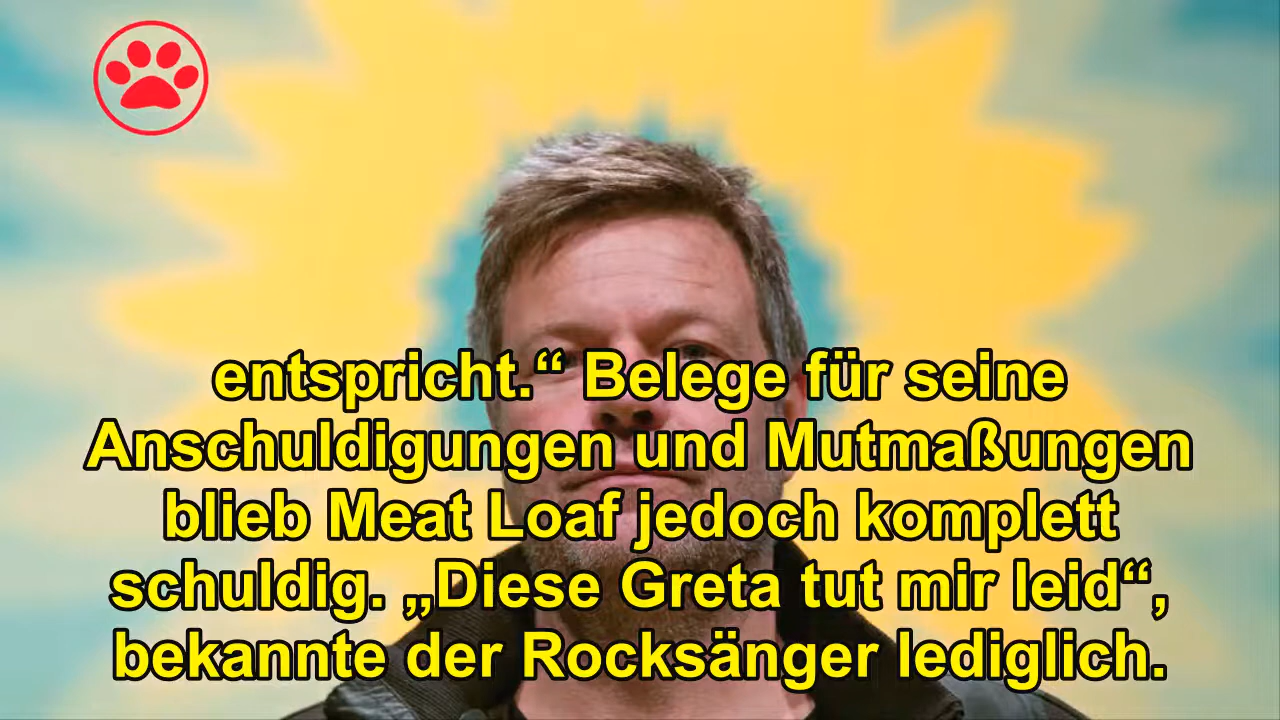 entspricht.“ Belege für seine
Anschuldigungen und Mutmaßungen
blieb Meat Loaf jedoch komplett
schuldig. „Diese Greta tut mir leid“,
bekannte der Rocksänger lediglich.